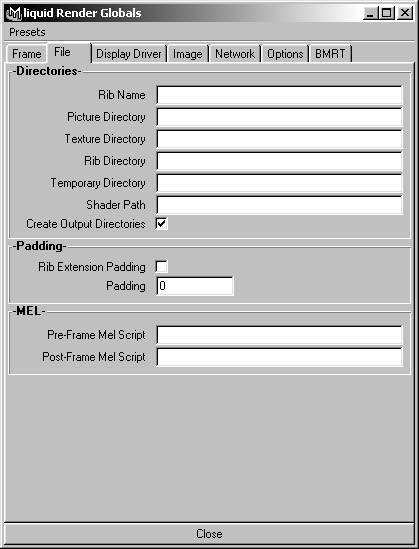 liquid Render Globals
Presets
Frame File Display Driver Image Network Options BMRT
-Directories-
Rib Name
Picture Directory
Texture Directory
Rib Directory
Temporary Directory
Shader Path
Create Output Directories
-Padding-
Rib Extension Padding
Padding 0
-MEL-
Pre-Frame Mel Script
Post-Frame Mel Script
Close